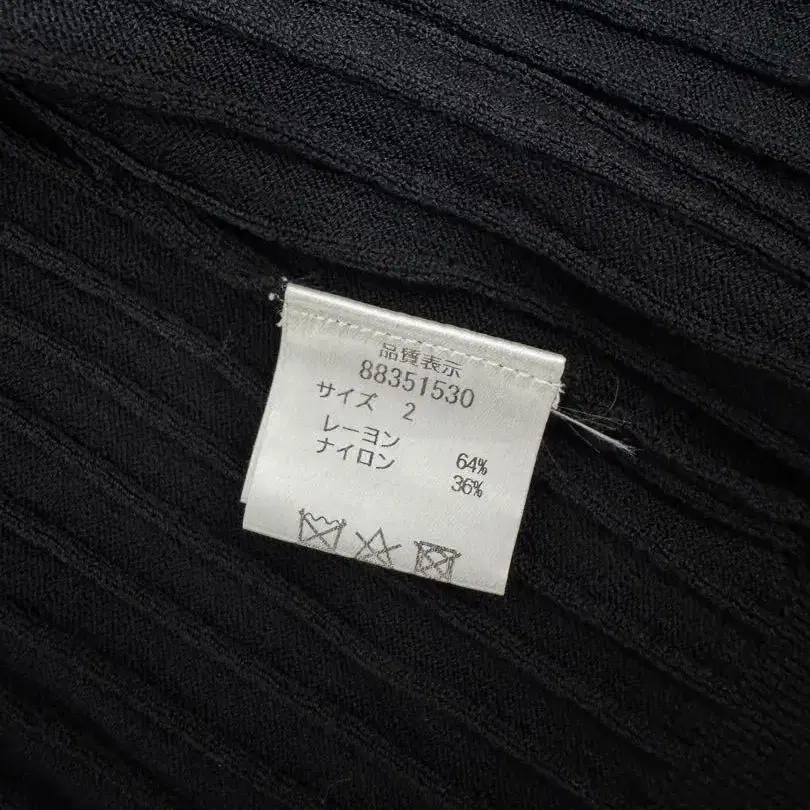 品質表示
88351530
サイズ 2
レーヨン 64%
ナイロン 36%